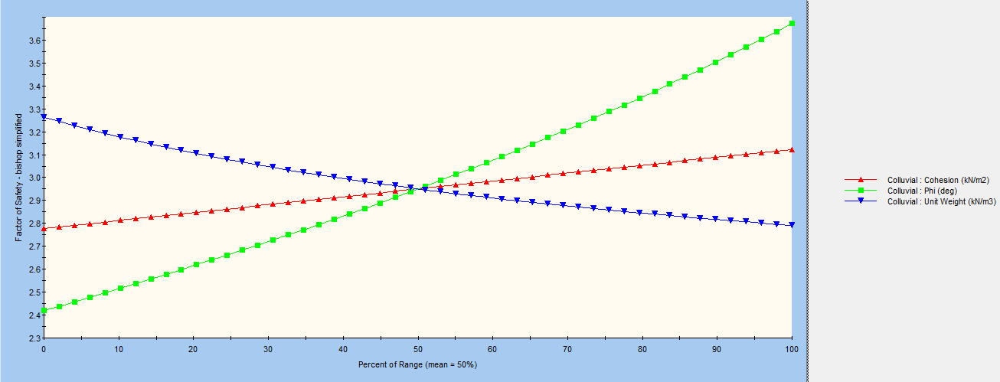 Factor of Safety - bishop simplified
3.6
3.5
3.4
3.3
3.2
3.1
3.0
2.9
2.8
2.7
2.6
2.5
2.4
2.3
0 10 20 30 40 50 60 70 80 90 100
Percent of Range (mean = 50%)
Colluvial : Cohesion (kN/m2)
Colluvial : Phi (deg)
Colluvial : Unit Weight (kN/m3)